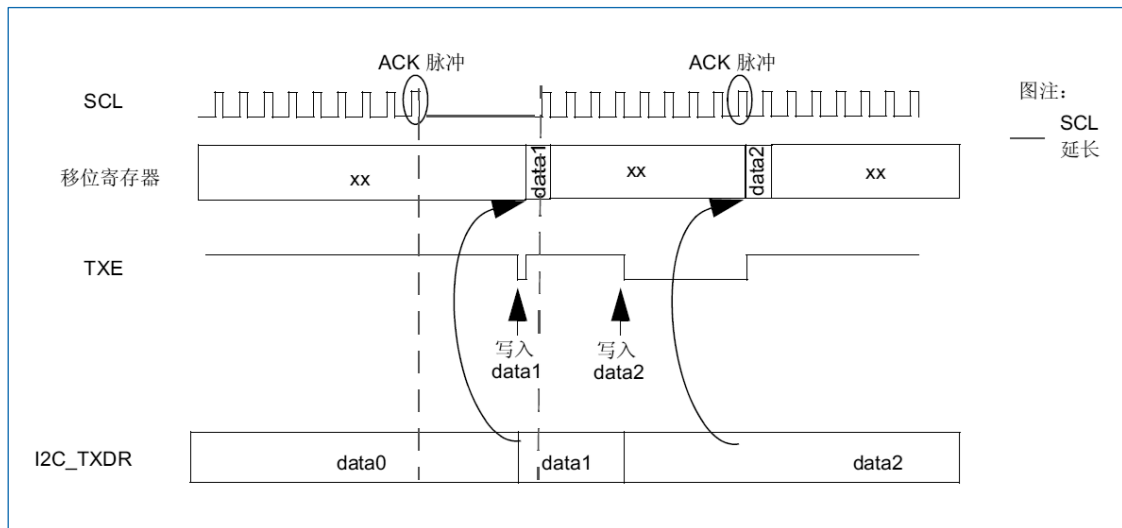 ACK 脉冲
ACK 脉冲
SCL
图注：
SCL
延长
移位寄存器
xx
data1
xx
data2
xx
TXE
写入
data1
写入
data2
I2C_TXDR
data0
data1
data2